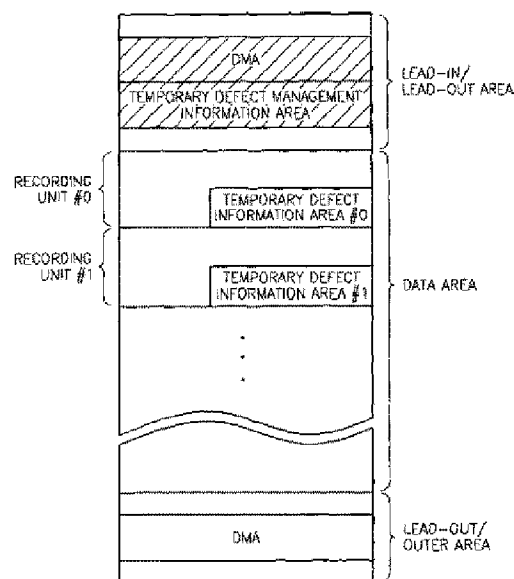 DMA
TEMPORARY DEFECT MANAGEMENT
INFORMATION AREA
LEAD-IN/
LEAD-OUT AREA
RECORDING
UNIT #0
TEMPORARY DEFECT
INFORMATION AREA #0
RECORDING
UNIT #1
TEMPORARY DEFECT
INFORMATION AREA #1
DATA AREA
DMA
LEAD-OUT/
OUTER AREA